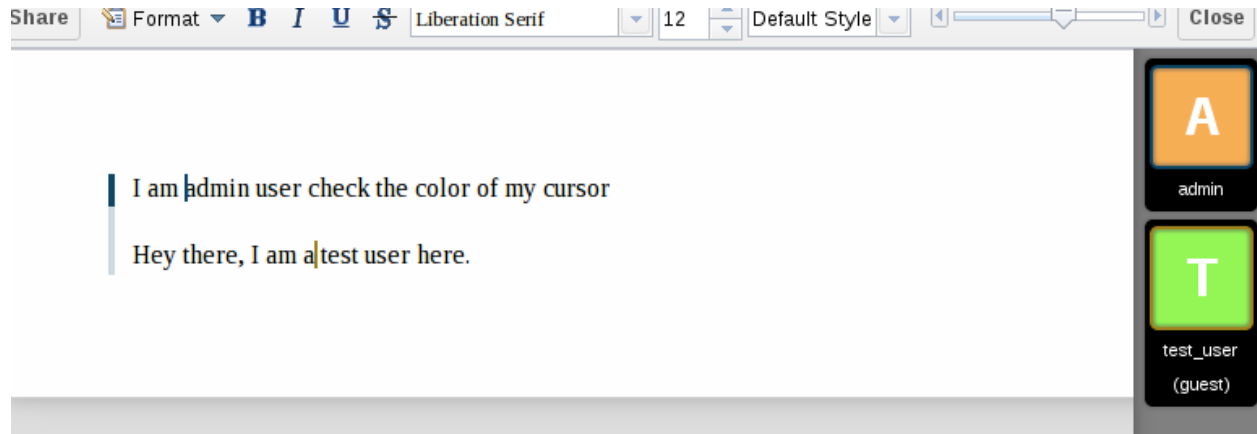 Share Format B I U S Liberation Serif 12 Default Style Close
A
admin
I am admin user check the color of my cursor
Hey there, I am a test user here.
T
test_user
(guest)